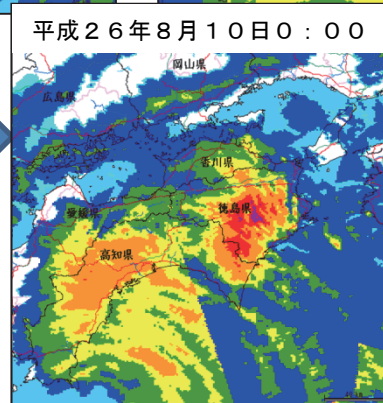 平成２６年８月１０日０：００
岡山県
広島県
香川県
徳島県
愛媛県
高知県